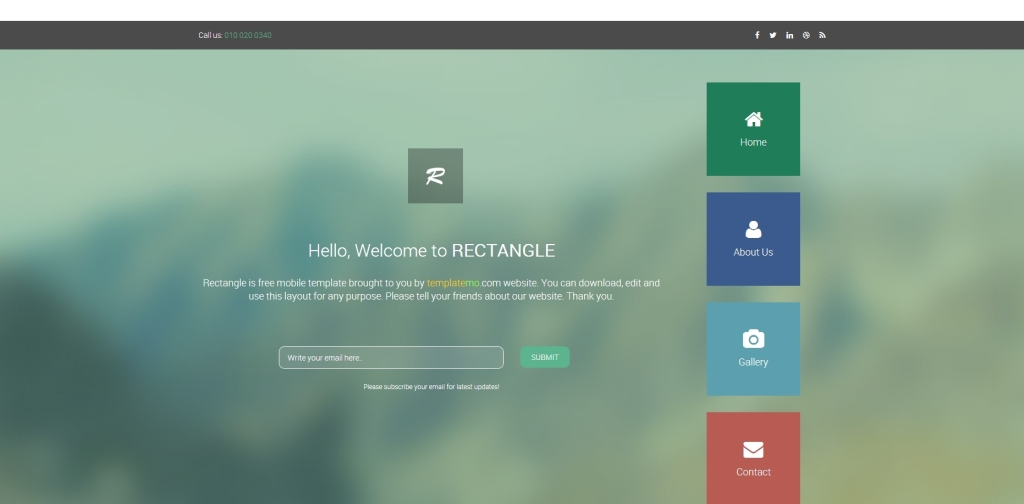 Call us: 010 020 0340
R
Hello, Welcome to RECTANGLE
Rectangle is free mobile template brought to you by templatemo.com website. You can download, edit and
use this layout for any purpose. Please tell your friends about our website. Thank you.
Write your email here..
SUBMIT
Please subscribe your email for latest updates!
Home
About Us
Gallery
Contact